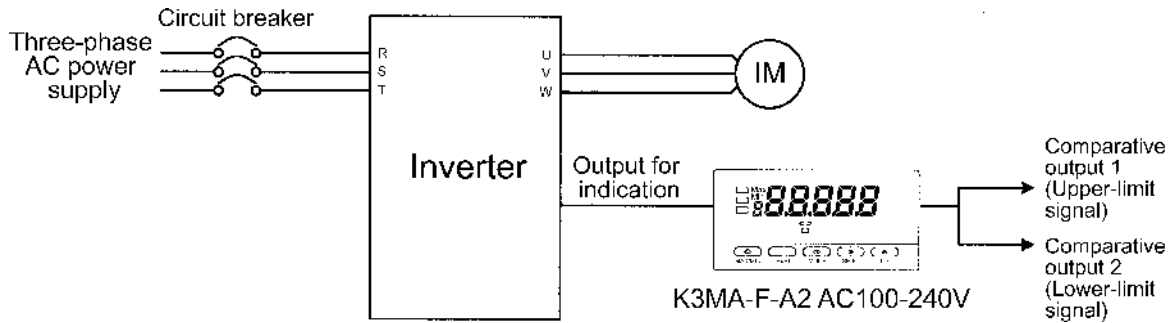 Circuit breaker
Three-phase
AC power
supply
R
S
T
U
V
W
IM
Inverter
Output for
indication
88888
Comparative
output 1
(Upper-limit
signal)
Comparative
output 2
(Lower-limit
signal)
K3MA-F-A2 AC100-240V